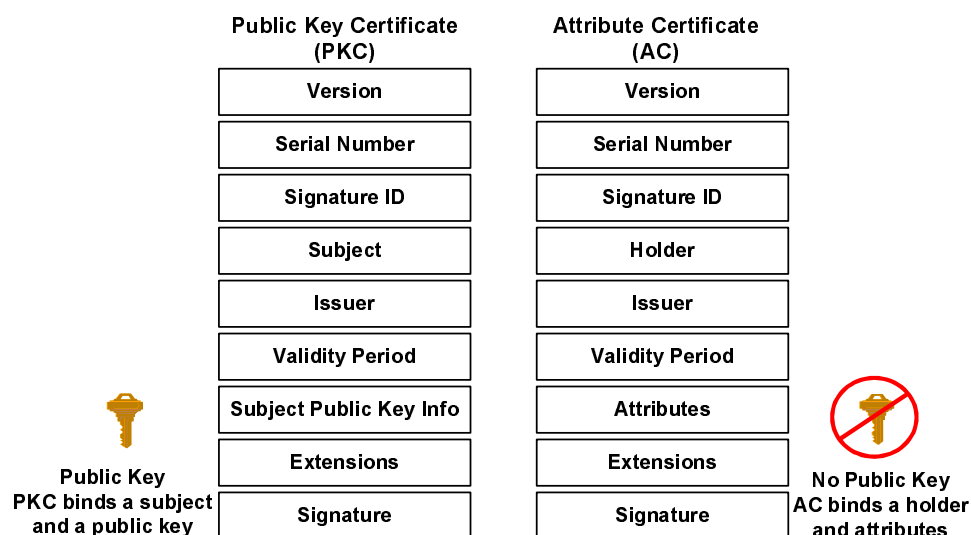 Public Key Certificate
(PKC)
Version
Serial Number
Signature ID
Subject
Issuer
Validity Period
Subject Public Key Info
Extensions
Signature
Attribute Certificate
(AC)
Version
Serial Number
Signature ID
Holder
Issuer
Validity Period
Attributes
Extensions
Signature
Public Key
PKC binds a subject
and a public key
No Public Key
AC binds a holder
and attributes